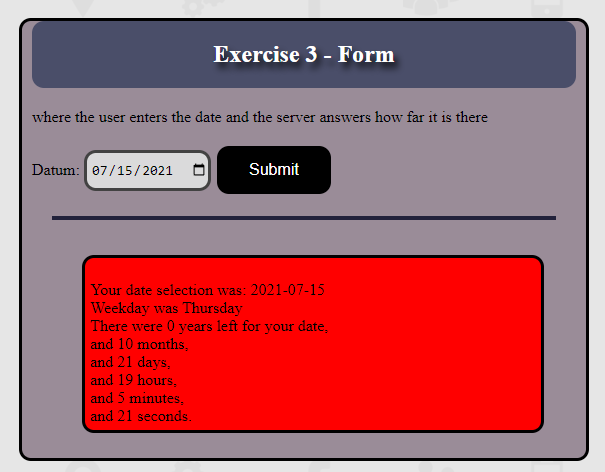 Exercise 3 - Form
where the user enters the date and the server answers how far it is there
Datum: 07/15/2021 Submit
Your date selection was: 2021-07-15
Weekday was Thursday
There were 0 years left for your date,
and 10 months,
and 21 days,
and 19 hours,
and 5 minutes,
and 21 seconds.